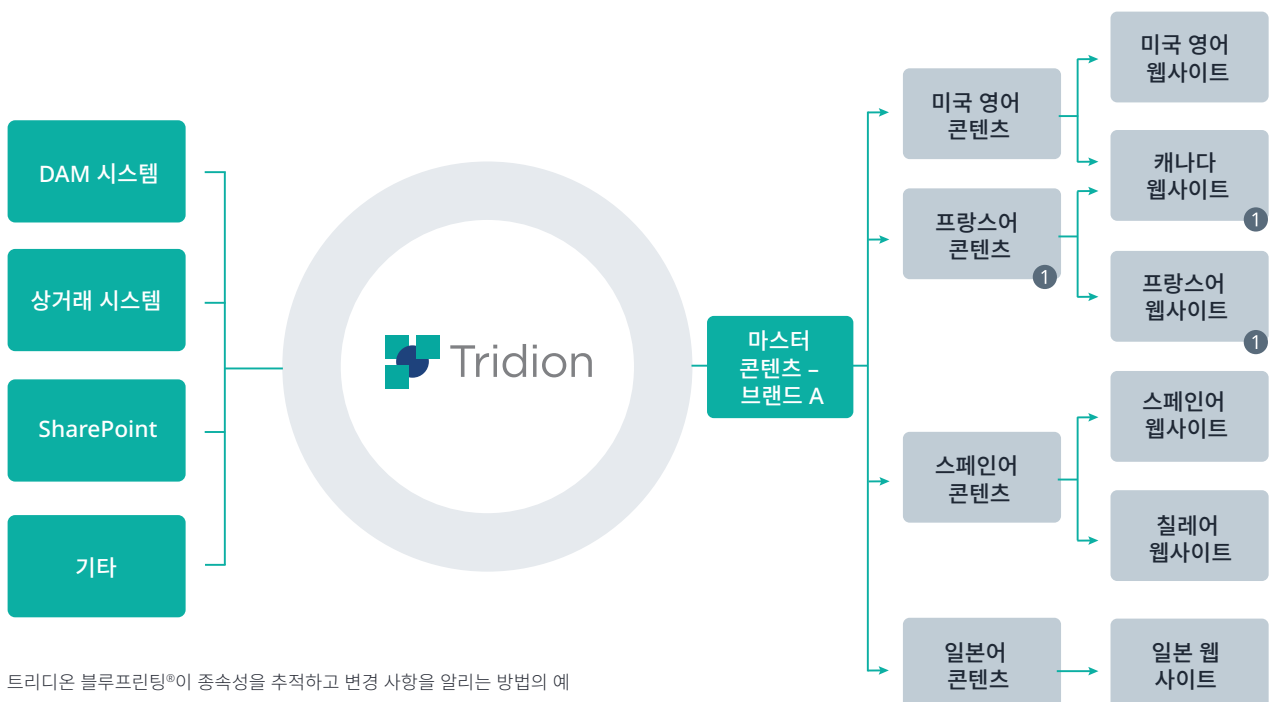 DAM 시스템
상거래 시스템
SharePoint
기타
Tridion
마스터
콘텐츠 –
브랜드 A
미국 영어
콘텐츠
프랑스어
콘텐츠
1
스페인어
콘텐츠
일본어
콘텐츠
미국 영어
웹사이트
캐나다
웹사이트
1
프랑스어
웹사이트
1
스페인어
웹사이트
칠레어
웹사이트
일본 웹
사이트
트리디온 블루프린팅®이 종속성을 추적하고 변경 사항을 알리는 방법의 예